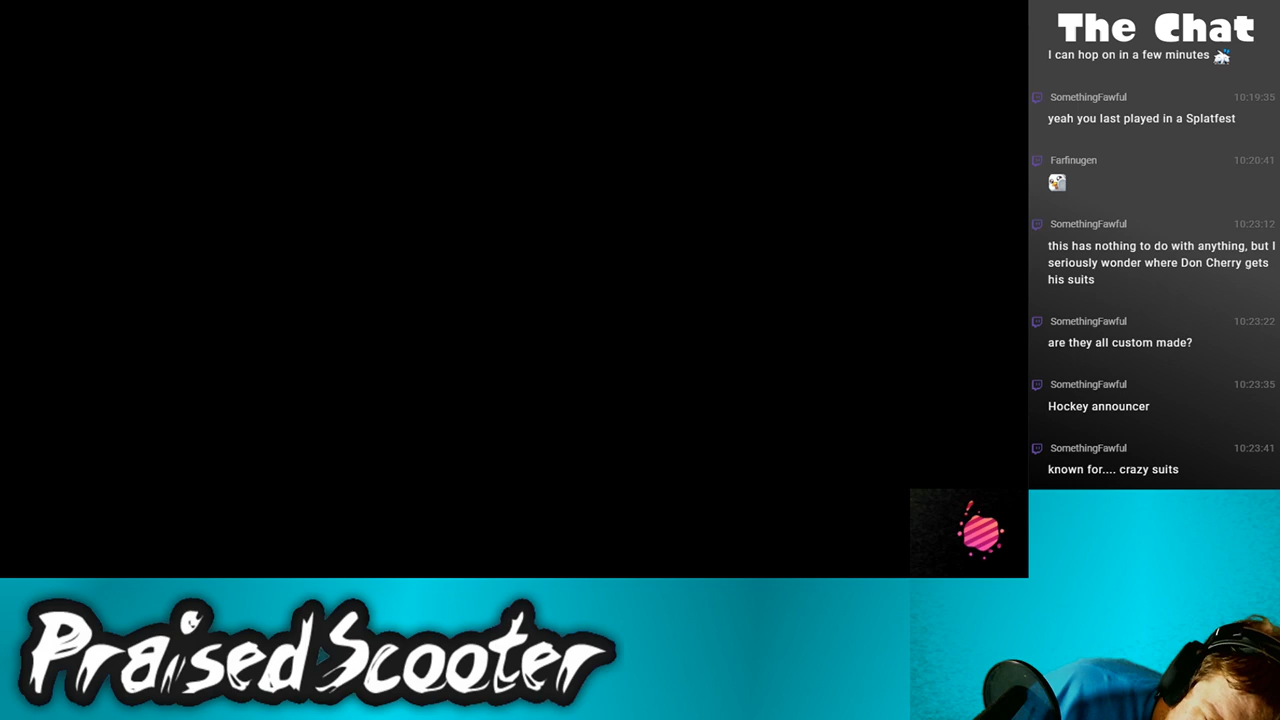 The Chat
I can hop on in a few minutes
SomethingFawful 10:19:35
yeah you last played in a Splatfest
Farfinugen 10:20:41
SomethingFawful 10:23:12
this has nothing to do with anything, but I
seriously wonder where Don Cherry gets
his suits
SomethingFawful 10:23:22
are they all custom made?
SomethingFawful 10:23:35
Hockey announcer
SomethingFawful 10:23:41
known for.... crazy suits
PraisedScooter